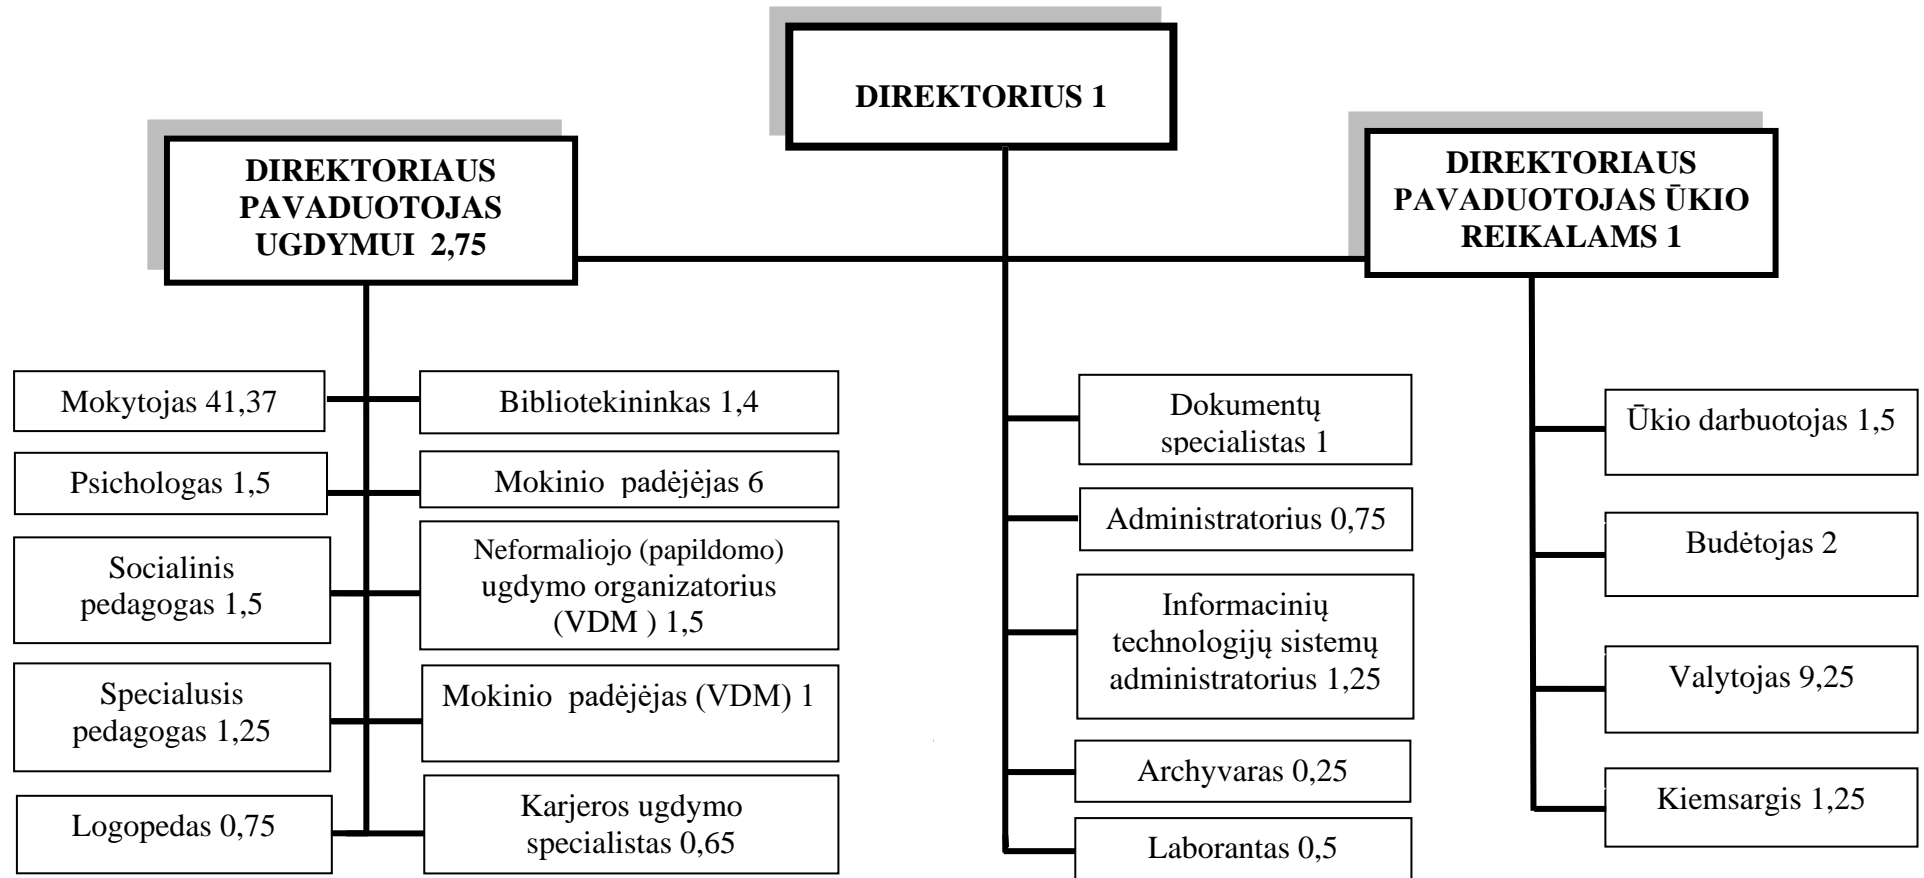 DIREKTORIUS 1
DIREKTORIAUS
PAVADUOTOJAS
UGDYMUI  2,75
DIREKTORIAUS
PAVADUOTOJAS ŪKIO
REIKALAMS 1
Mokytojas 41,37
Psichologas 1,5
Socialinis
pedagogas 1,5
Specialusis
pedagogas 1,25
Logopedas 0,75
Bibliotekininkas 1,4
Mokinio  padėjėjas 6
Neformaliojo (papildomo)
ugdymo organizatorius
(VDM ) 1,5
Mokinio  padėjėjas (VDM) 1
Karjeros ugdymo
specialistas 0,65
Dokumentų
specialistas 1
Administratorius 0,75
Informacinių
technologijų sistemų
administratorius 1,25
Archyvaras 0,25
Laborantas 0,5
Ūkio darbuotojas 1,5
Budėtojas 2
Valytojas 9,25
Kiemsargis 1,25